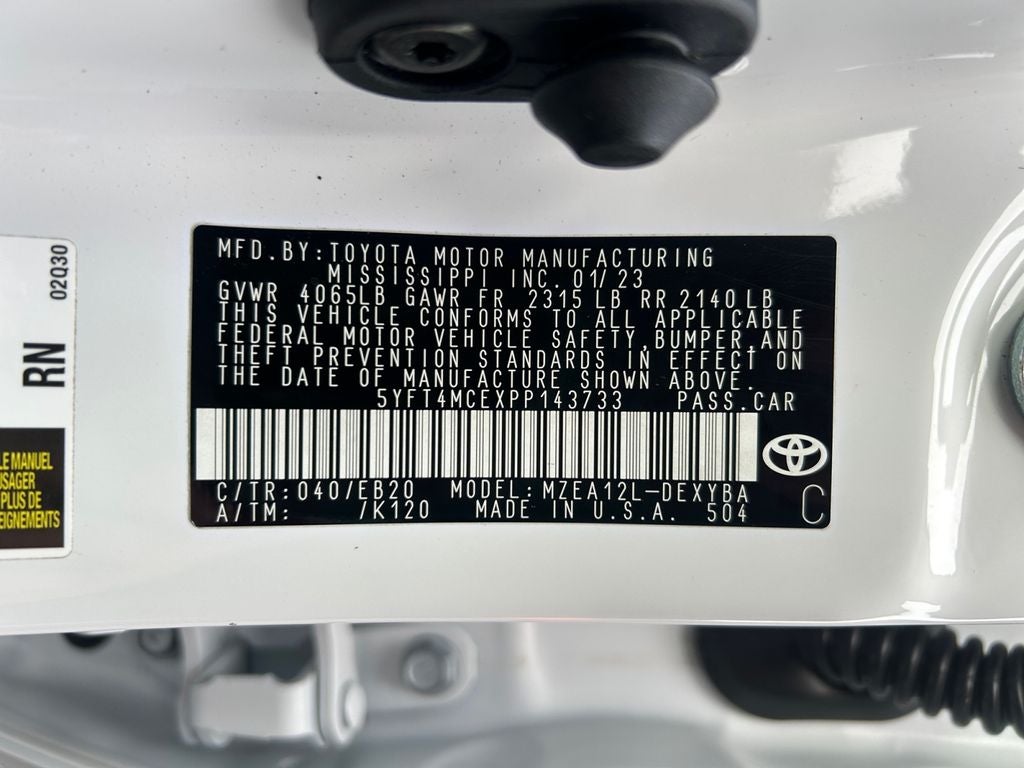 MFD.BY:TOYOTA MOTOR MANUFACTURING
MISSISSIPPI INC. 01/23
GVWR 4065LB GAWR FR 2315 LB RR 2140 LB
THIS VEHICLE CONFORMS TO ALL APPLICABLE
FEDERAL MOTOR VEHICLE SAFETY,BUMPER,AND
THEFT PREVENTION STANDARDS IN EFFECT ON
THE DATE OF MANUFACTURE SHOWN ABOVE.
5YFT4MCEXPP143733 PASS.CAR
C/TR:040/EB20 MODEL:MZEA12L-DEXYBA
A/TM: /K120 MADE IN U.S.A. 504
C
02Q30
RN
LE MANUEL
USAGER
PLUS DE
EIGNEMENTS